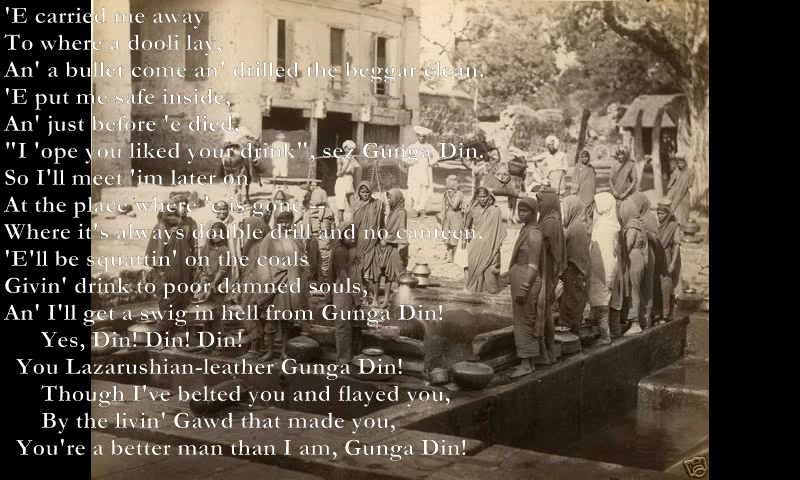 'E carried me away
To where a dooli lay,
An' a bullet come an' drilled the beggar clean.
'E put me safe inside,
An' just before 'e died,
"I 'ope you liked your drink", sez Gunga Din.
So I'll meet 'im later on
At the place where 'e is gone --
Where it's always double drill and no canteen.
'E'll be squattin' on the coals
Givin' drink to poor damned souls,
An' I'll get a swig in hell from Gunga Din!
Yes, Din! Din! Din!
You Lazarushian-leather Gunga Din!
Though I've belted you and flayed you,
By the livin' Gawd that made you,
You're a better man than I am, Gunga Din!